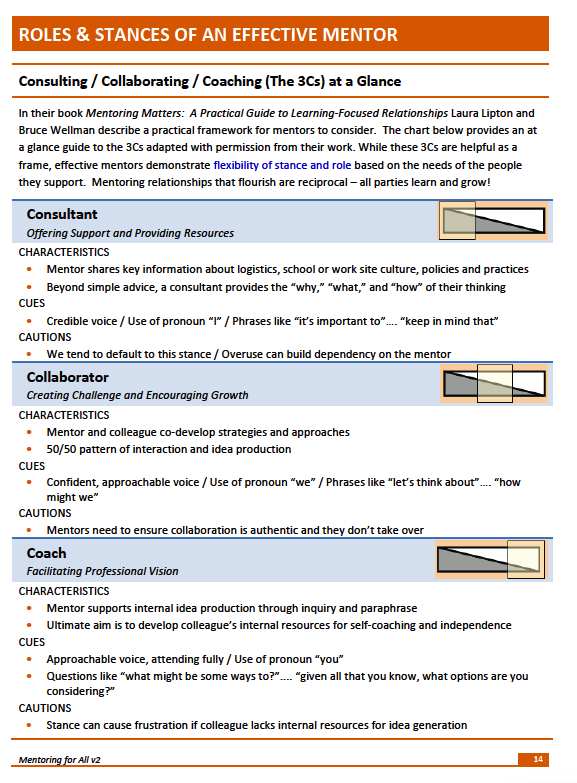 ROLES & STANCES OF AN EFFECTIVE MENTOR
Consulting / Collaborating / Coaching (The 3Cs) at a Glance
In their book Mentoring Matters:  A Practical Guide to Learning-Focused Relationships Laura Lipton and
Bruce Wellman describe a practical framework for mentors to consider.  The chart below provides an at
a glance guide to the 3Cs adapted with permission from their work. While these 3Cs are helpful as a
frame, effective mentors demonstrate flexibility of stance and role based on the needs of the people
they support.  Mentoring relationships that flourish are reciprocal – all parties learn and grow!
Consultant
Offering Support and Providing Resources
CHARACTERISTICS
• Mentor shares key information about logistics, school or work site culture, policies and practices
• Beyond simple advice, a consultant provides the “why,” “what,” and “how” of their thinking
CUES
• Credible voice / Use of pronoun “I” / Phrases like “it’s important to”.... “keep in mind that”
CAUTIONS
• We tend to default to this stance / Overuse can build dependency on the mentor
Collaborator
Creating Challenge and Encouraging Growth
CHARACTERISTICS
• Mentor and colleague co-develop strategies and approaches
• 50/50 pattern of interaction and idea production
CUES
• Confident, approachable voice / Use of pronoun “we” / Phrases like “let’s think about”.... “how
might we”
CAUTIONS
• Mentors need to ensure collaboration is authentic and they don’t take over
Coach
Facilitating Professional Vision
CHARACTERISTICS
• Mentor supports internal idea production through inquiry and paraphrase
• Ultimate aim is to develop colleague’s internal resources for self-coaching and independence
CUES
• Approachable voice, attending fully / Use of pronoun “you”
• Questions like “what might be some ways to?”.... “given all that you know, what options are you
considering?”
CAUTIONS
• Stance can cause frustration if colleague lacks internal resources for idea generation
Mentoring for All v2
14